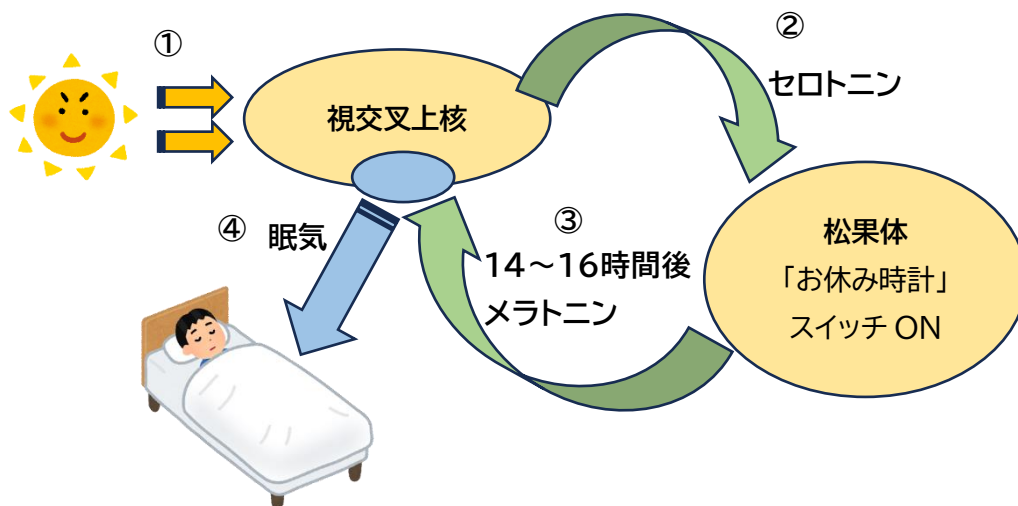 ①
視交叉上核
②
セロトニン
松果体
「お休み時計」
スイッチ ON
③
14～16時間後
メラトニン
④ 眠気